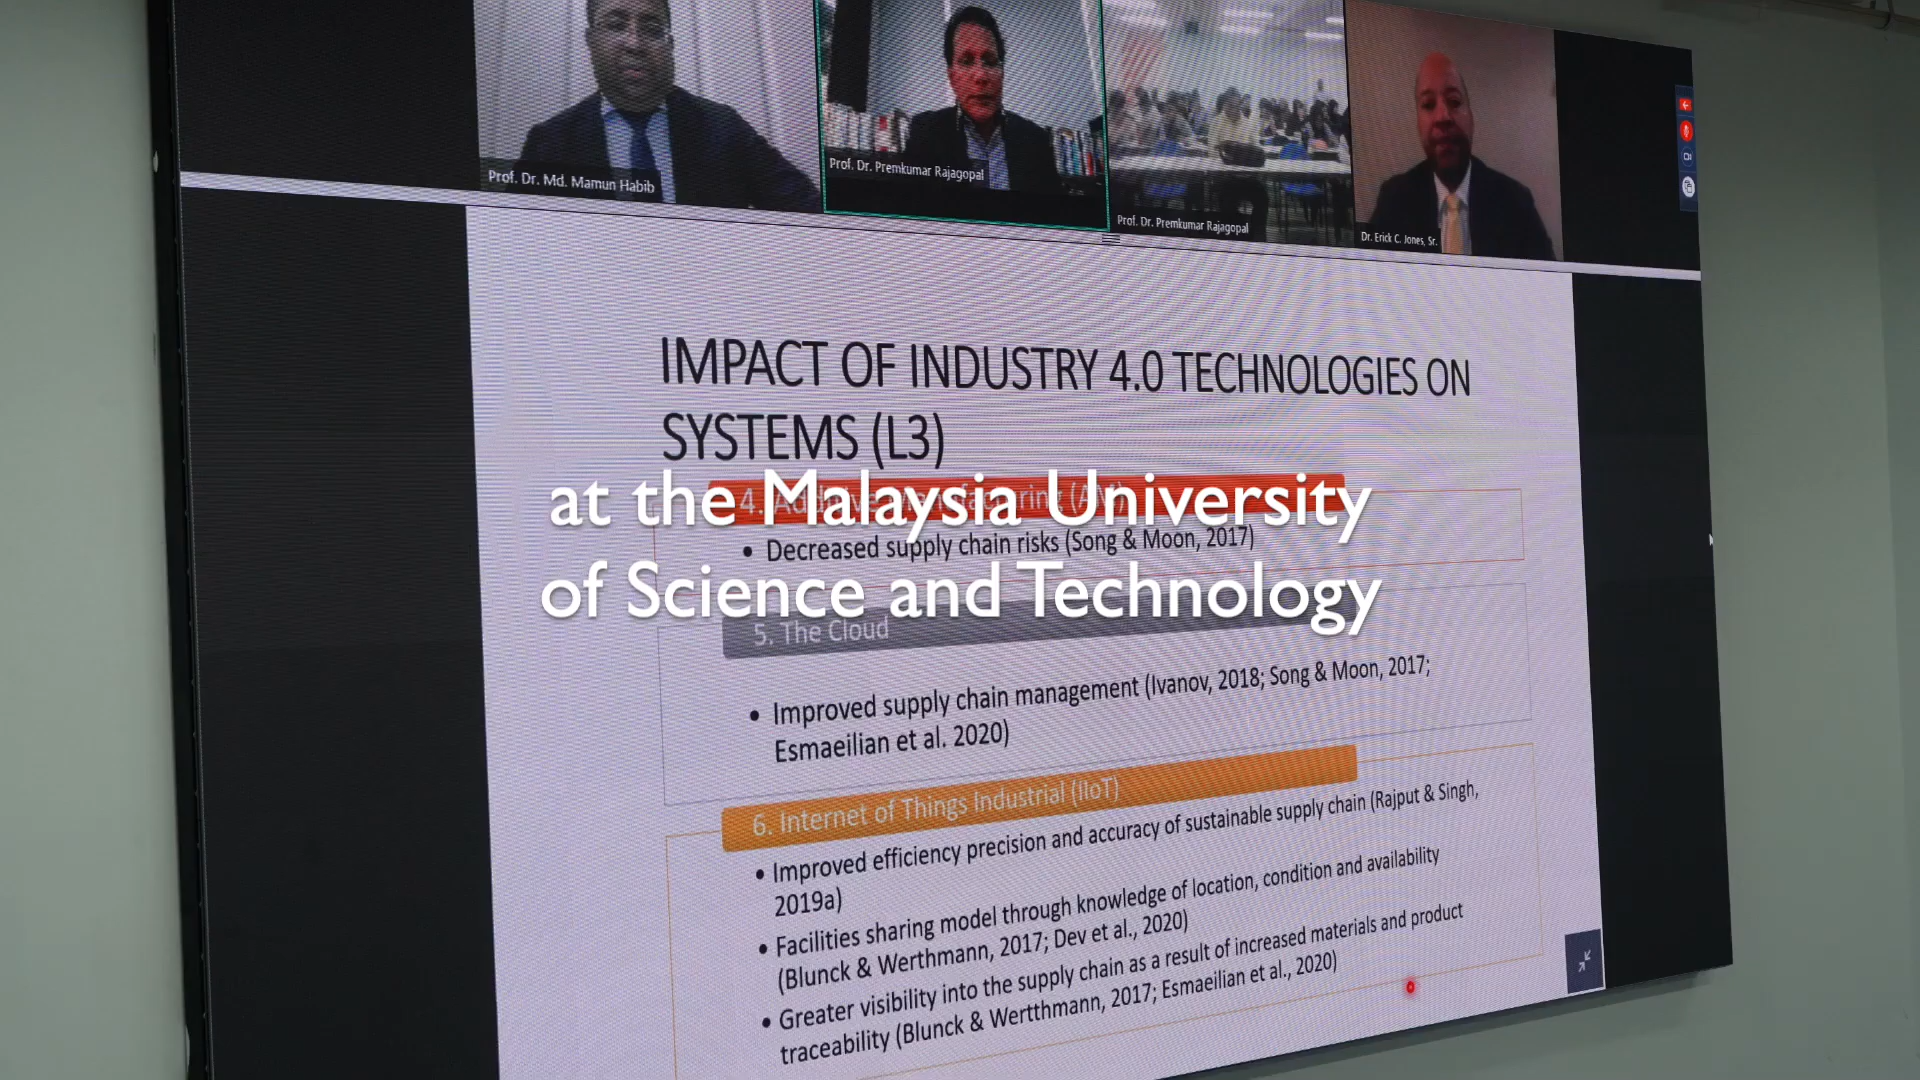 Prof. Dr. Md. Mamun Habib
Prof. Dr. Premkumar Rajagopal
Prof. Dr. Premkumar Rajagopal
Dr. Erick C. Jones, Sr.
IMPACT OF INDUSTRY 4.0 TECHNOLOGIES ON
SYSTEMS (L3)
4. Additive Manufacturing (AM)
at the Malaysia University
• Decreased supply chain risks (Song & Moon, 2017)
of Science and Technology
5. The Cloud
• Improved supply chain management (Ivanov, 2018; Song & Moon, 2017;
Esmaeilian et al. 2020)
6. Internet of Things Industrial (IIoT)
• Improved efficiency precision and accuracy of sustainable supply chain (Rajput & Singh,
2019a)
• Facilities sharing model through knowledge of location, condition and availability
(Blunck & Werthmann, 2017; Dev et al., 2020)
• Greater visibility into the supply chain as a result of increased materials and product
traceability (Blunck & Wertthmann, 2017; Esmaeilian et al., 2020)